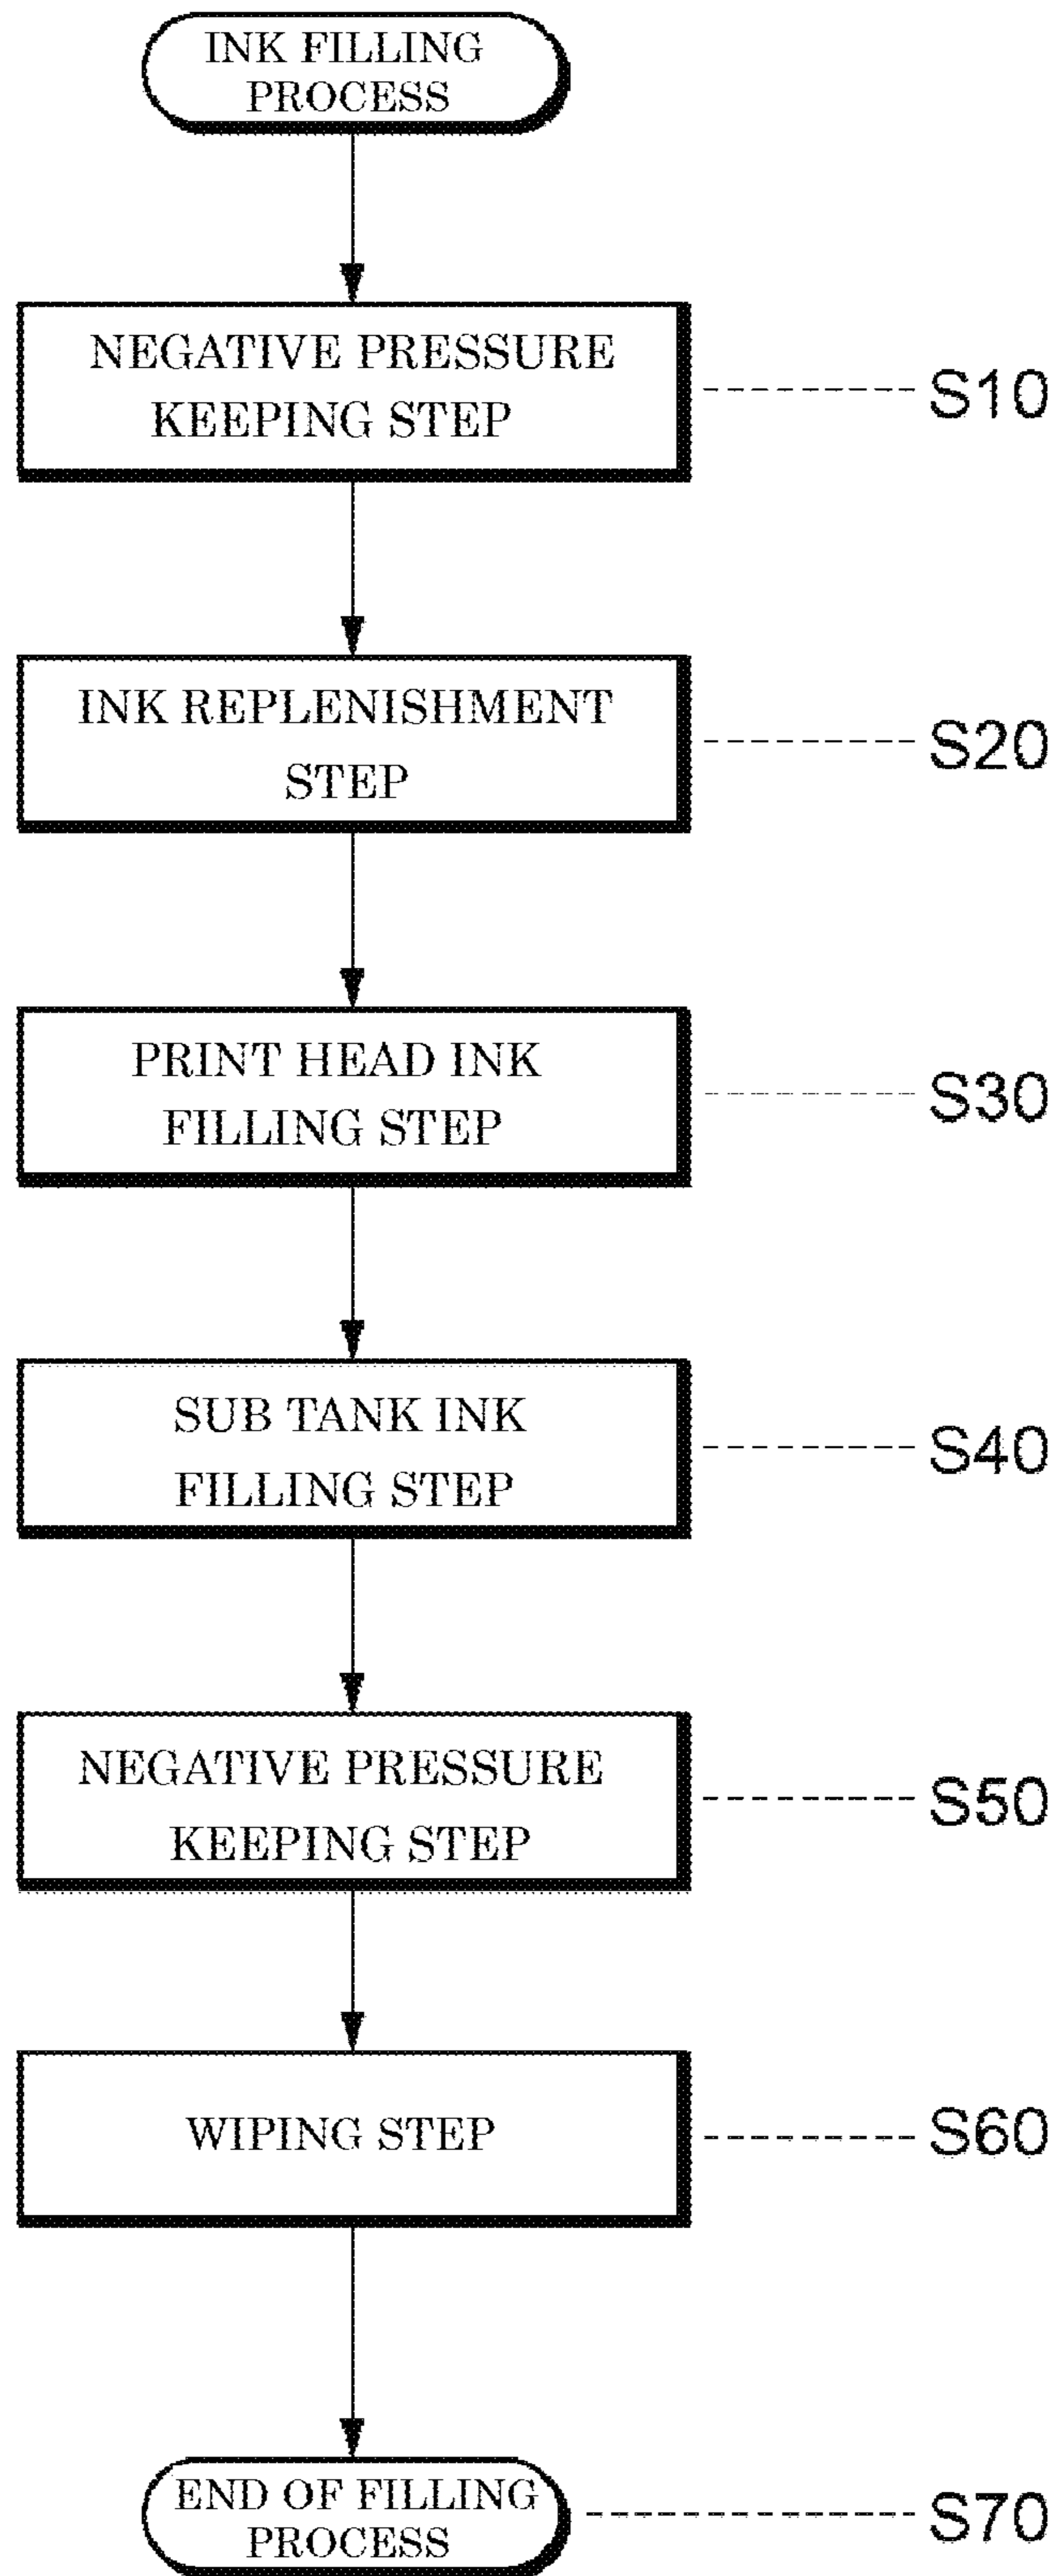 INK FILLING
PROCESS
NEGATIVE PRESSURE
KEEPING STEP
S10
INK REPLENISHMENT
STEP
S20
PRINT HEAD INK
FILLING STEP
S30
SUB TANK INK
FILLING STEP
S40
NEGATIVE PRESSURE
KEEPING STEP
S50
WIPING STEP
S60
END OF FILLING
PROCESS
S70